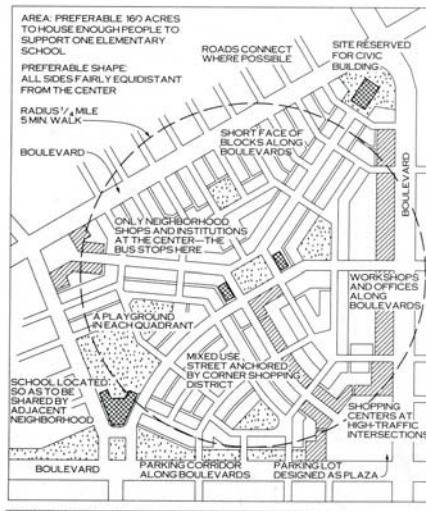 AREA: PREFERABLE 160 ACRES
TO HOUSE ENOUGH PEOPLE TO
SUPPORT ONE ELEMENTARY
SCHOOL
PREFERABLE SHAPE:
ALL SIDES FAIRLY EQUIDISTANT
FROM THE CENTER
RADIUS 1/4 MILE
5 MIN. WALK
BOULEVARD
ROADS CONNECT
WHERE POSSIBLE
SITE RESERVED
FOR CIVIC
BUILDING
SHORT FACE OF
BLOCKS ALONG
BOULEVARDS
BOULEVARD
ONLY NEIGHBORHOOD
SHOPS AND INSTITUTIONS
AT THE CENTER—THE
BUS STOPS HERE
WORKSHOPS
AND OFFICES
ALONG
BOULEVARDS
A PLAYGROUND
IN EACH QUADRANT
MIXED USE
STREET ANCHORED
BY CORNER SHOPPING
DISTRICT
SCHOOL LOCATED
SO AS TO BE
SHARED BY
ADJACENT
NEIGHBORHOOD
SHOPPING
CENTERS AT
HIGH-TRAFFIC
INTERSECTIONS
BOULEVARD
PARKING CORRIDOR
ALONG BOULEVARDS
PARKING LOT
DESIGNED AS PLAZA